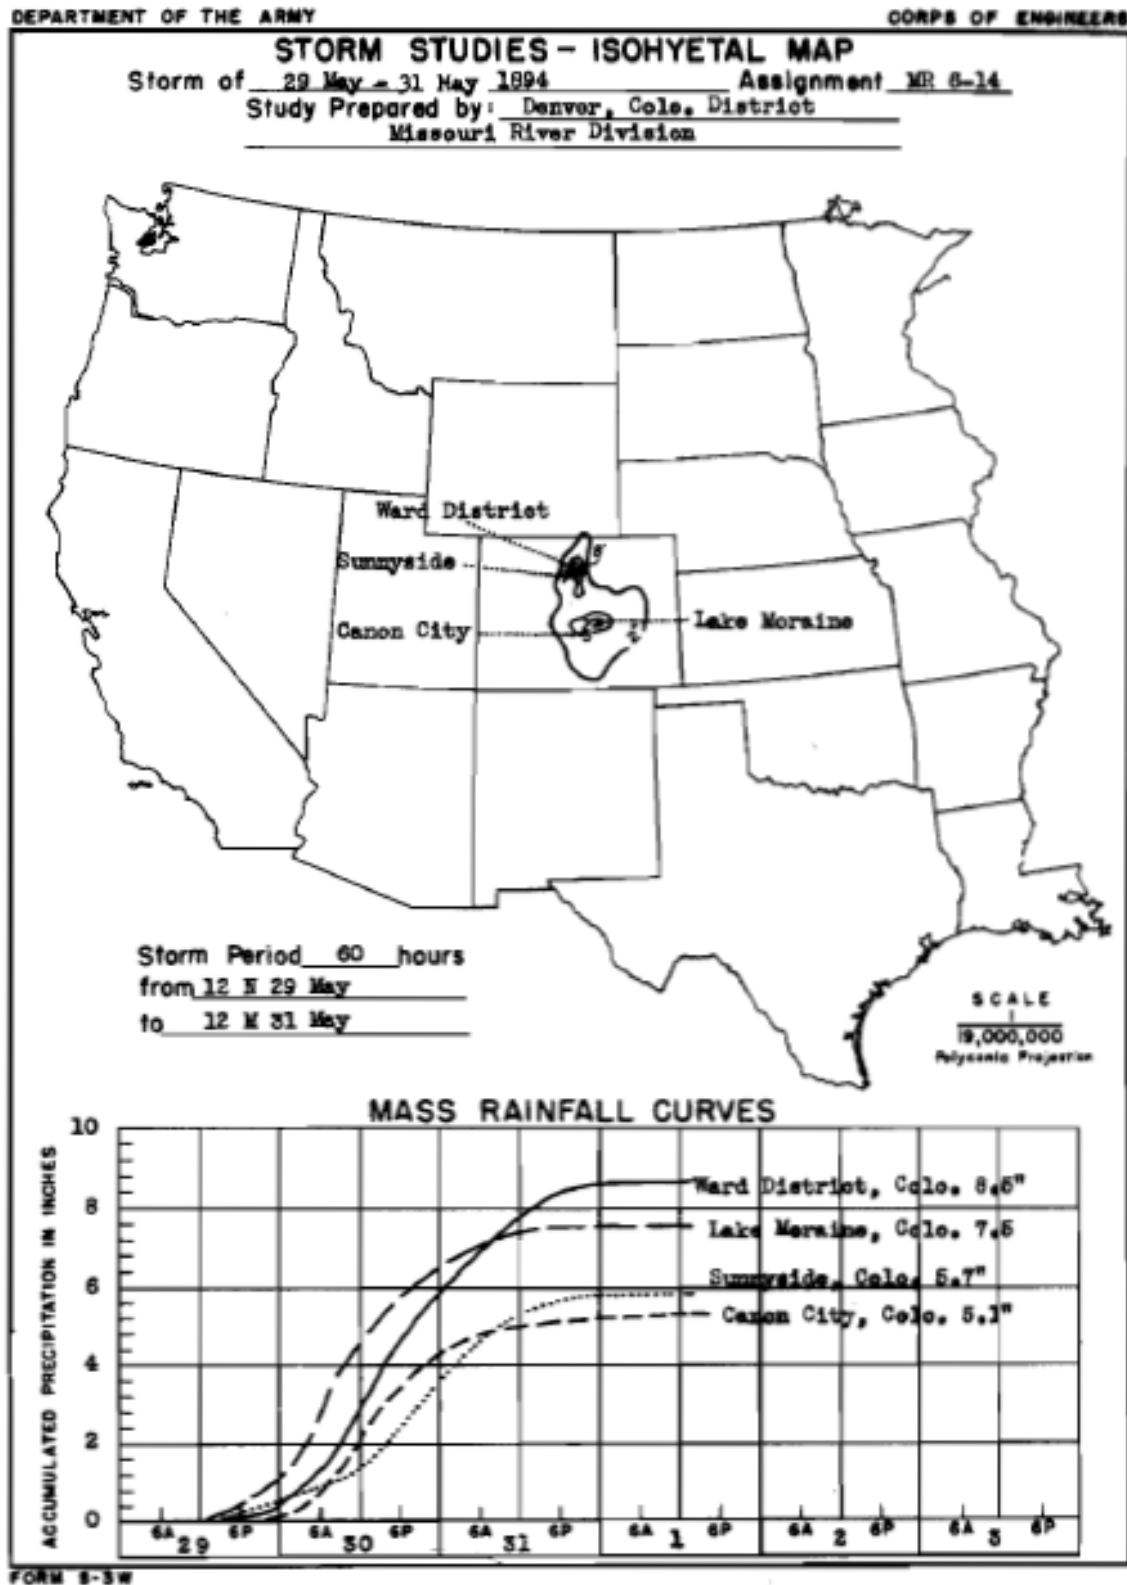 DEPARTMENT OF THE ARMY CORPS OF ENGINEERS
STORM STUDIES - ISOHYETAL MAP
Storm of 29 May - 31 May 1894 Assignment MR 6-14
Study Prepared by: Denver, Colo. District
Missouri River Division
Ward District
8
Sunnyside
Canon City
Lake Moraine
2
Storm Period 60 hours
from 12 N 29 May
to 12 M 31 May
SCALE
1
19,000,000
Polyconic Projection
MASS RAINFALL CURVES
ACCUMULATED PRECIPITATION IN INCHES
10
8
6
4
2
0
Ward District, Colo. 8.5"
Lake Moraine, Colo. 7.5
Sunnyside, Colo. 5.7"
Canon City, Colo. 5.1"
6A 6P 6A 6P 6A 6P 6A 6P 6A 6P 6A 6P
29 30 31 1 2 3
FORM S-3W